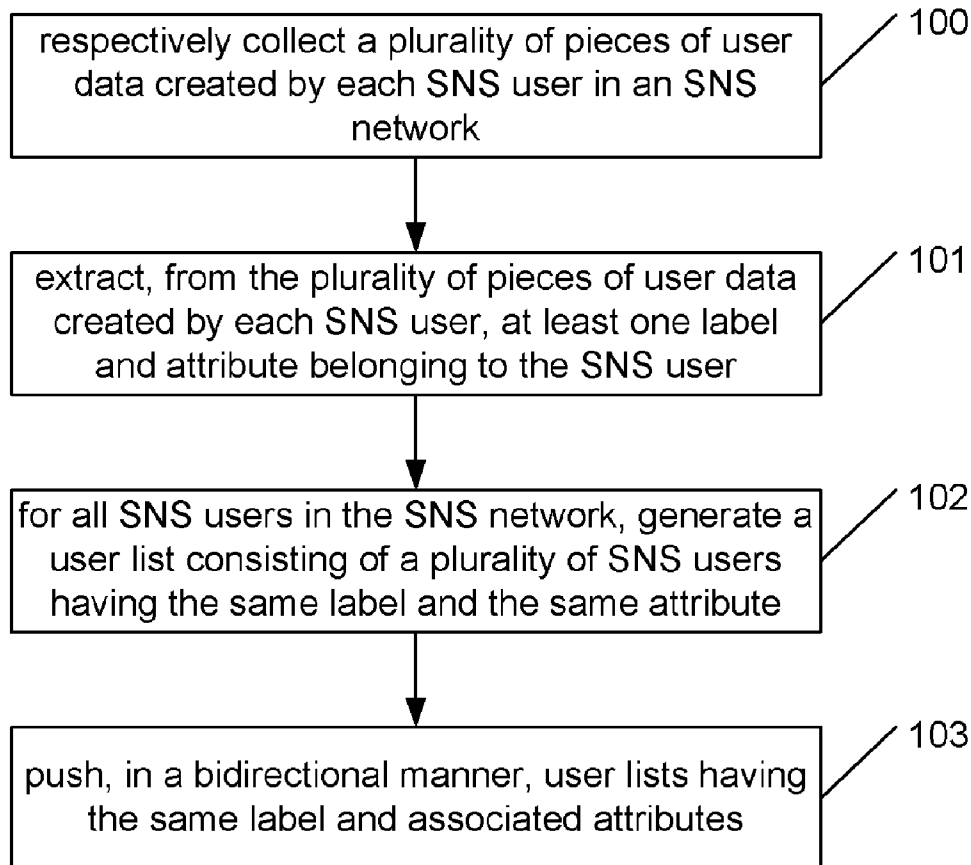 respectively collect a plurality of pieces of user
data created by each SNS user in an SNS
network
100
extract, from the plurality of pieces of user data
created by each SNS user, at least one label
and attribute belonging to the SNS user
101
for all SNS users in the SNS network, generate a
user list consisting of a plurality of SNS users
having the same label and the same attribute
102
push, in a bidirectional manner, user lists having
the same label and associated attributes
103